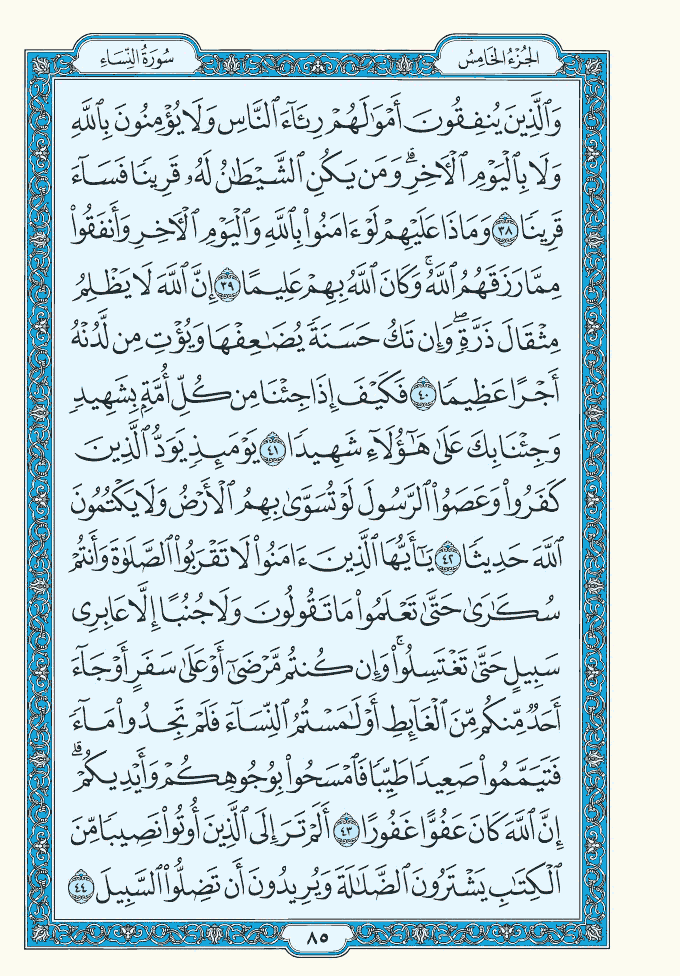 الجُزْءُ الخَامِسُ
سُورَةُ النِّسَاءِ
وَٱلَّذِينَ يُنفِقُونَ أَمْوَٰلَهُمْ رِئَآءَ ٱلنَّاسِ وَلَا يُؤْمِنُونَ بِٱللَّهِ
وَلَا بِٱلْيَوْمِ ٱلْـَٔاخِرِۗ وَمَن يَكُنِ ٱلشَّيْطَٰنُ لَهُۥ قَرِينًا فَسَآءَ
قَرِينًا ٣٨ وَمَاذَا عَلَيْهِمْ لَوْ ءَامَنُوا۟ بِٱللَّهِ وَٱلْيَوْمِ ٱلْـَٔاخِرِ وَأَنفَقُوا۟
مِمَّا رَزَقَهُمُ ٱللَّهُۚ وَكَانَ ٱللَّهُ بِهِمْ عَلِيمًا ٣٩ إِنَّ ٱللَّهَ لَا يَظْلِمُ
مِثْقَالَ ذَرَّةٍۖ وَإِن تَكُ حَسَنَةً يُضَٰعِفْهَا وَيُؤْتِ مِن لَّدُنْهُ
أَجْرًا عَظِيمًا ٤٠ فَكَيْفَ إِذَا جِئْنَا مِن كُلِّ أُمَّةٍۭ بِشَهِيدٍ
وَجِئْنَا بِكَ عَلَىٰ هَٰٓؤُلَآءِ شَهِيدًا ٤١ يَوْمَئِذٍ يَوَدُّ ٱلَّذِينَ
كَفَرُوا۟ وَعَصَوُا۟ ٱلرَّسُولَ لَوْ تُسَوَّىٰ بِهِمُ ٱلْأَرْضُ وَلَا يَكْتُمُونَ
ٱللَّهَ حَدِيثًا ٤٢ يَٰٓأَيُّهَا ٱلَّذِينَ ءَامَنُوا۟ لَا تَقْرَبُوا۟ ٱلصَّلَوٰةَ وَأَنتُمْ
سُكَٰرَىٰ حَتَّىٰ تَعْلَمُوا۟ مَا تَقُولُونَ وَلَا جُنُبًا إِلَّا عَابِرِى
سَبِيلٍ حَتَّىٰ تَغْتَسِلُوا۟ۚ وَإِن كُنتُم مَّرْضَىٰٓ أَوْ عَلَىٰ سَفَرٍ أَوْ جَآءَ
أَحَدٌ مِّنكُم مِّنَ ٱلْغَآئِطِ أَوْ لَٰمَسْتُمُ ٱلنِّسَآءَ فَلَمْ تَجِدُوا۟ مَآءً
فَتَيَمَّمُوا۟ صَعِيدًا طَيِّبًا فَٱمْسَحُوا۟ بِوُجُوهِكُمْ وَأَيْدِيكُمْۗ
إِنَّ ٱللَّهَ كَانَ عَفُوًّا غَفُورًا ٤٣ أَلَمْ تَرَ إِلَى ٱلَّذِينَ أُوتُوا۟ نَصِيبًا مِّنَ
ٱلْكِتَٰبِ يَشْتَرُونَ ٱلضَّلَٰلَةَ وَيُرِيدُونَ أَن تَضِلُّوا۟ ٱلسَّبِيلَ ٤٤
٨٥